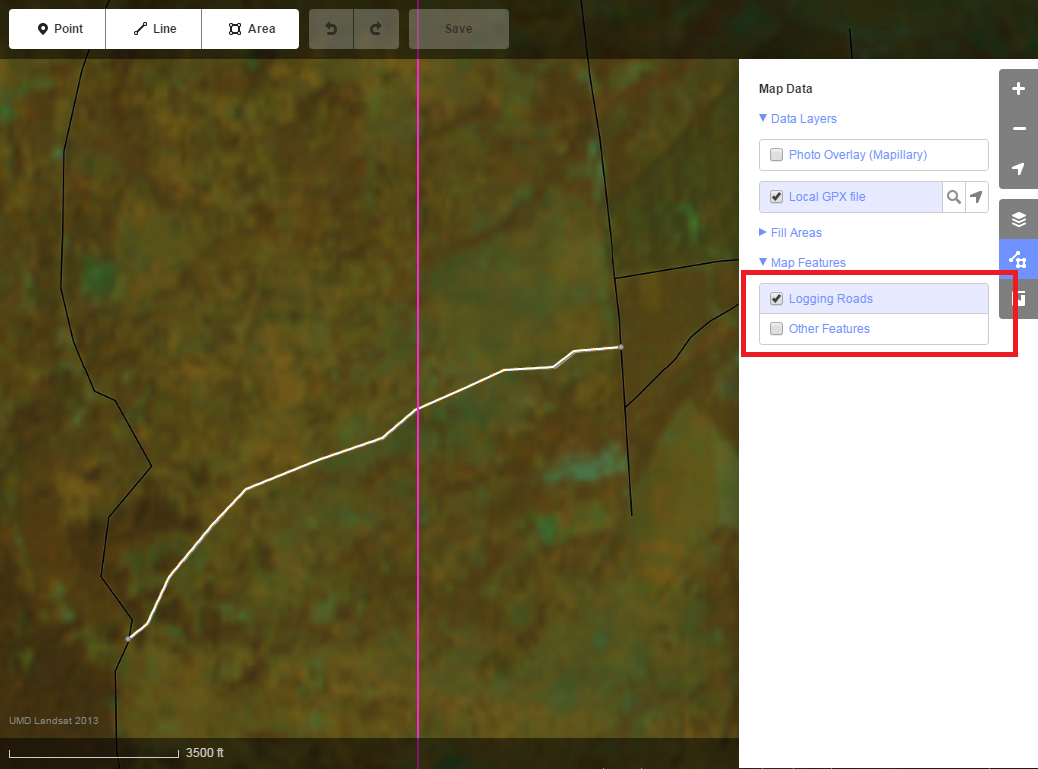 Point
Line
Area
Save
Map Data
Data Layers
Photo Overlay (Mapillary)
Local GPX file
Fill Areas
Map Features
Logging Roads
Other Features
UMD Landsat 2013
3500 ft